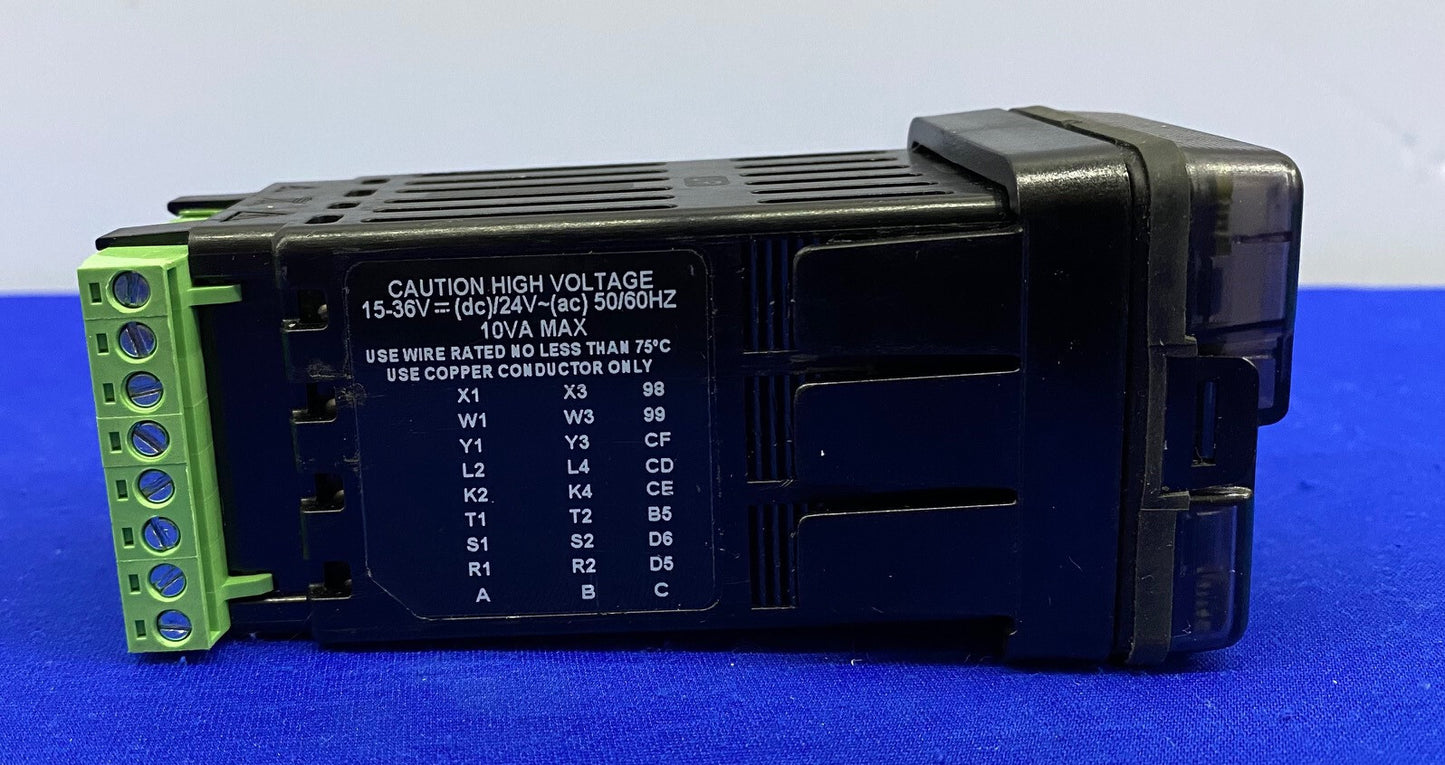 CAUTION HIGH VOLTAGE
15-36V⎓(dc)/24V~(ac) 50/60HZ
10VA MAX
USE WIRE RATED NO LESS THAN 75°C
USE COPPER CONDUCTOR ONLY
X1 X3 98
W1 W3 99
Y1 Y3 CF
L2 L4 CD
K2 K4 CE
T1 T2 B5
S1 S2 D6
R1 R2 D5
A B C